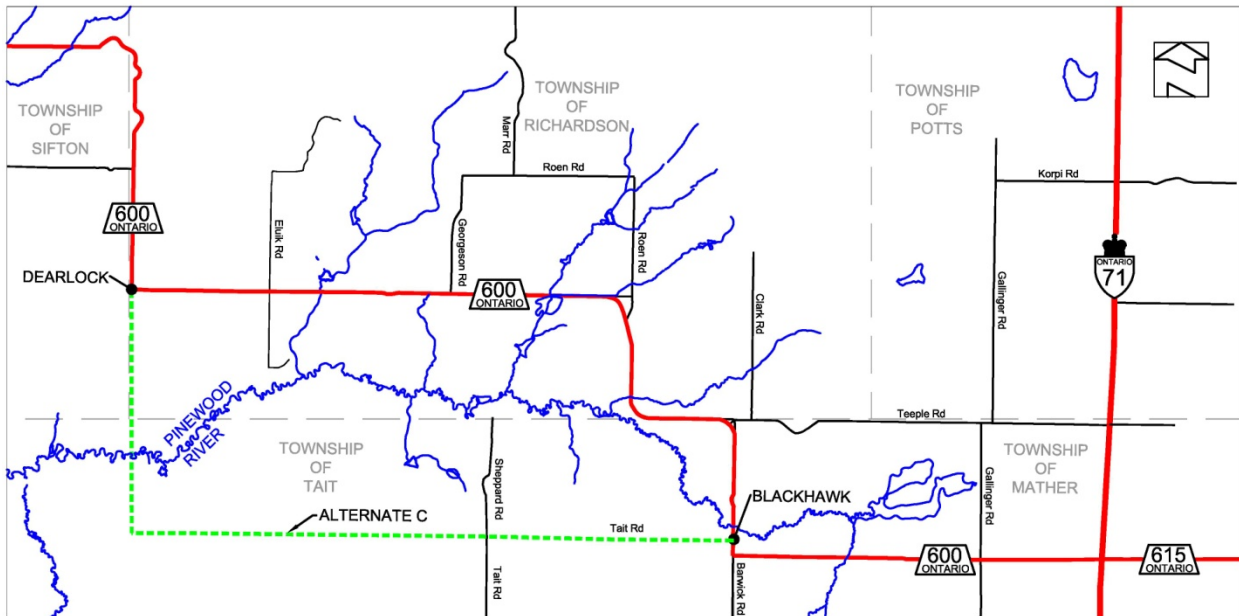 TOWNSHIP
OF
SIFTON
TOWNSHIP
OF
RICHARDSON
TOWNSHIP
OF
POTTS
N
Marr Rd
Roen Rd
Korpi Rd
600
ONTARIO
Eluik Rd
Georgeson Rd
Roen Rd
Gallinger Rd
ONTARIO
71
DEARLOCK
600
ONTARIO
Clark Rd
PINEWOOD
RIVER
Teeple Rd
TOWNSHIP
OF
TAIT
Sheppard Rd
Gallinger Rd
TOWNSHIP
OF
MATHER
BLACKHAWK
ALTERNATE C
Tait Rd
Tait Rd
Barwick Rd
600
ONTARIO
615
ONTARIO